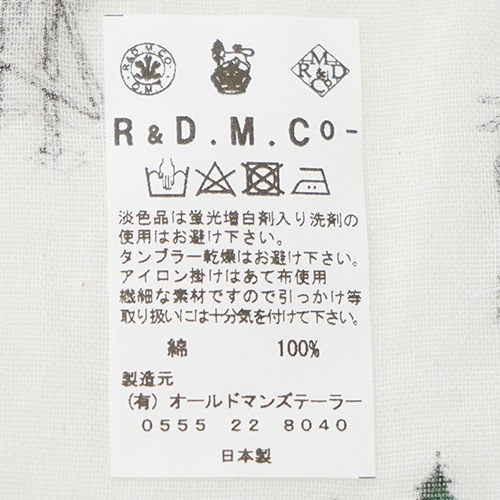 R&D.M.CO
O.M.T
R M & D Co
R & D . M . Co -
淡色品は蛍光増白剤入り洗剤の
使用はお避け下さい。
タンブラー乾燥はお避け下さい。
アイロン掛けはあて布使用
繊細な素材ですので引っかけ等
取り扱いには十分気を付けて下さい。
綿 100%
製造元
(有) オールドマンズテーラー
0555 22 8040
日本製